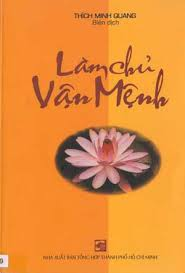 THÍCH MINH QUANG
Biên dịch
Làm chủ
Vận Mệnh
NHÀ XUẤT BẢN TỔNG HỢP THÀNH PHỐ HỒ CHÍ MINH
9